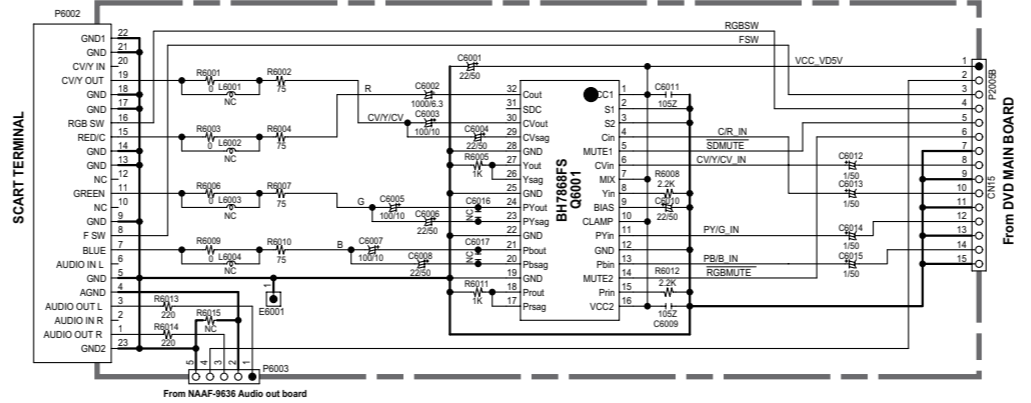 P6002
SCART TERMINAL
GND1 22
GND 21
CV/Y IN 20
CV/Y OUT 19
GND 18
GND 17
RGB SW 16
RED/C 15
GND 14
GND 13
NC 12
GREEN 11
NC 10
GND 9
F SW 8
BLUE 7
AUDIO IN L 6
GND 5
AGND 4
AUDIO OUT L 3
AUDIO IN R 2
AUDIO OUT R 1
GND2 23
R6001
0
L6001
NC
R6002
75
R6003
0
L6002
NC
R6004
75
R6006
0
L6003
NC
R6007
75
R6009
0
L6004
NC
R6010
75
R6013
220
R6015
NC
R6014
220
1
E6001
5 4 3 2 1
P6003
From NAAF-9636 Audio out board
R
CV/Y/CV
G
B
C6001
22/50
C6002
1000/6.3
C6003
100/10
C6004
22/50
R6005
1K
C6005
100/10
C6016
NC
C6006
22/50
C6007
100/10
C6017
NC
C6008
22/50
R6011
1K
32 Cout
31 SDC
30 CVout
29 CVsag
28 GND
27 Yout
26 Ysag
25 GND
24 PYout
23 PYsag
22 GND
21 Pbout
20 Pbsag
19 GND
18 Prout
17 Prsag
BH7868FS
Q6001
CC1 1
S1 2
S2 3
Cin 4
MUTE1 5
CVin 6
MIX 7
Yin 8
BIAS 9
CLAMP 10
PYin 11
GND 12
Pbin 13
MUTE2 14
Prin 15
VCC2 16
RGBSW
FSW
VCC_VD5V
C6011
105Z
C/R_IN
SDMUTE
CV/Y/CV_IN
C6012
1/50
R6008
2.2K
C6013
1/50
C6010
22/50
PY/G_IN
C6014
1/50
PB/B_IN
C6015
1/50
RGBMUTE
R6012
2.2K
105Z
C6009
1
2
3
4
5
6
7
8
9
10
11
12
13
14
15
P2005B
CN15
From DVD MAIN BOARD